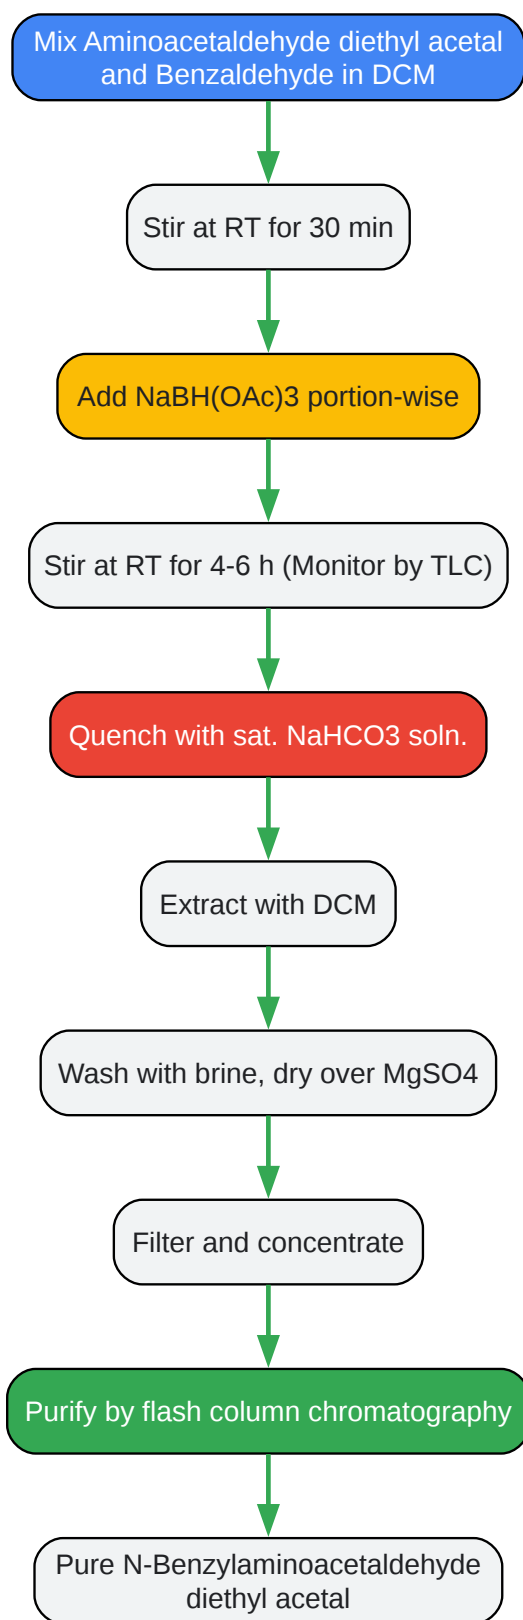 Mix Aminoacetaldehyde diethyl acetal
and Benzaldehyde in DCM
Stir at RT for 30 min
Add NaBH(OAc)3 portion-wise
Stir at RT for 4-6 h (Monitor by TLC)
Quench with sat. NaHCO3 soln.
Extract with DCM
Wash with brine, dry over MgSO4
Filter and concentrate
Purify by flash column chromatography
Pure N-Benzylaminoacetaldehyde
diethyl acetal